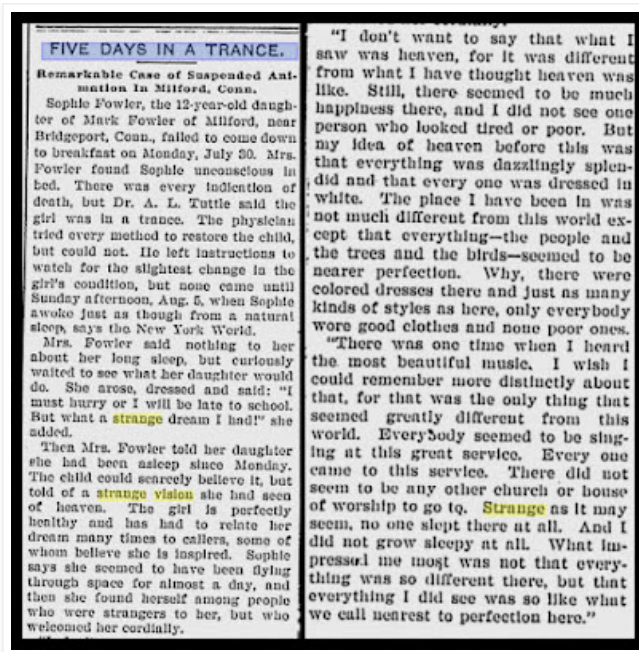 FIVE DAYS IN A TRANCE.
Remarkable Case of Suspended Ani-
mation In Milford, Conn.
Sophie Fowler, the 12-year-old daugh-
ter of Mark Fowler of Milford, near
Bridgeport, Conn., failed to come down
to breakfast on Monday, July 30. Mrs.
Fowler found Sophie unconscious in
bed. There was every indication of
death, but Dr. A. L. Tuttle said the
girl was in a trance. The physician
tried every method to restore the child,
but could not. He left instructions to
watch for the slightest change in the
girl's condition, but none came until
Sunday afternoon, Aug. 5, when Sophie
awoke just as though from a natural
sleep, says the New York World.
Mrs. Fowler said nothing to her
about her long sleep, but curiously
waited to see what her daughter would
do. She arose, dressed and said: "I
must hurry or I will be late to school.
But what a strange dream I had!" she
added.
Then Mrs. Fowler told her daughter
she had been asleep since Monday.
The child could scarcely believe it, but
told of a strange vision she had seen
of heaven. The girl is perfectly
healthy and has had to relate her
dream many times to callers, some of
whom believe she is inspired. Sophie
says she seemed to have been flying
through space for almost a day, and
then she found herself among people
who were strangers to her, but who
welcomed her cordially.
"I don't want to say that what I
saw was heaven, for it was different
from what I have thought heaven was
like. Still, there seemed to be much
happiness there, and I did not see one
person who looked tired or poor. But
my idea of heaven before this was
that everything was dazzlingly splen-
did and that every one was dressed in
white. The place I have been in was
not much different from this world ex-
cept that everything—the people and
the trees and the birds—seemed to be
nearer perfection. Why, there were
colored dresses there and just as many
kinds of styles as here, only everybody
wore good clothes and none poor ones.
"There was one time when I heard
the most beautiful music. I wish I
could remember more distinctly about
that, for that was the only thing that
seemed greatly different from this
world. Everybody seemed to be sing-
ing at this great service. Every one
came to this service. There did not
seem to be any other church or house
of worship to go to. Strange as it may
seem, no one slept there at all. And I
did not grow sleepy at all. What im-
pressed me most was not that every-
thing was so different there, but that
everything I did see was so like what
we call nearest to perfection here."